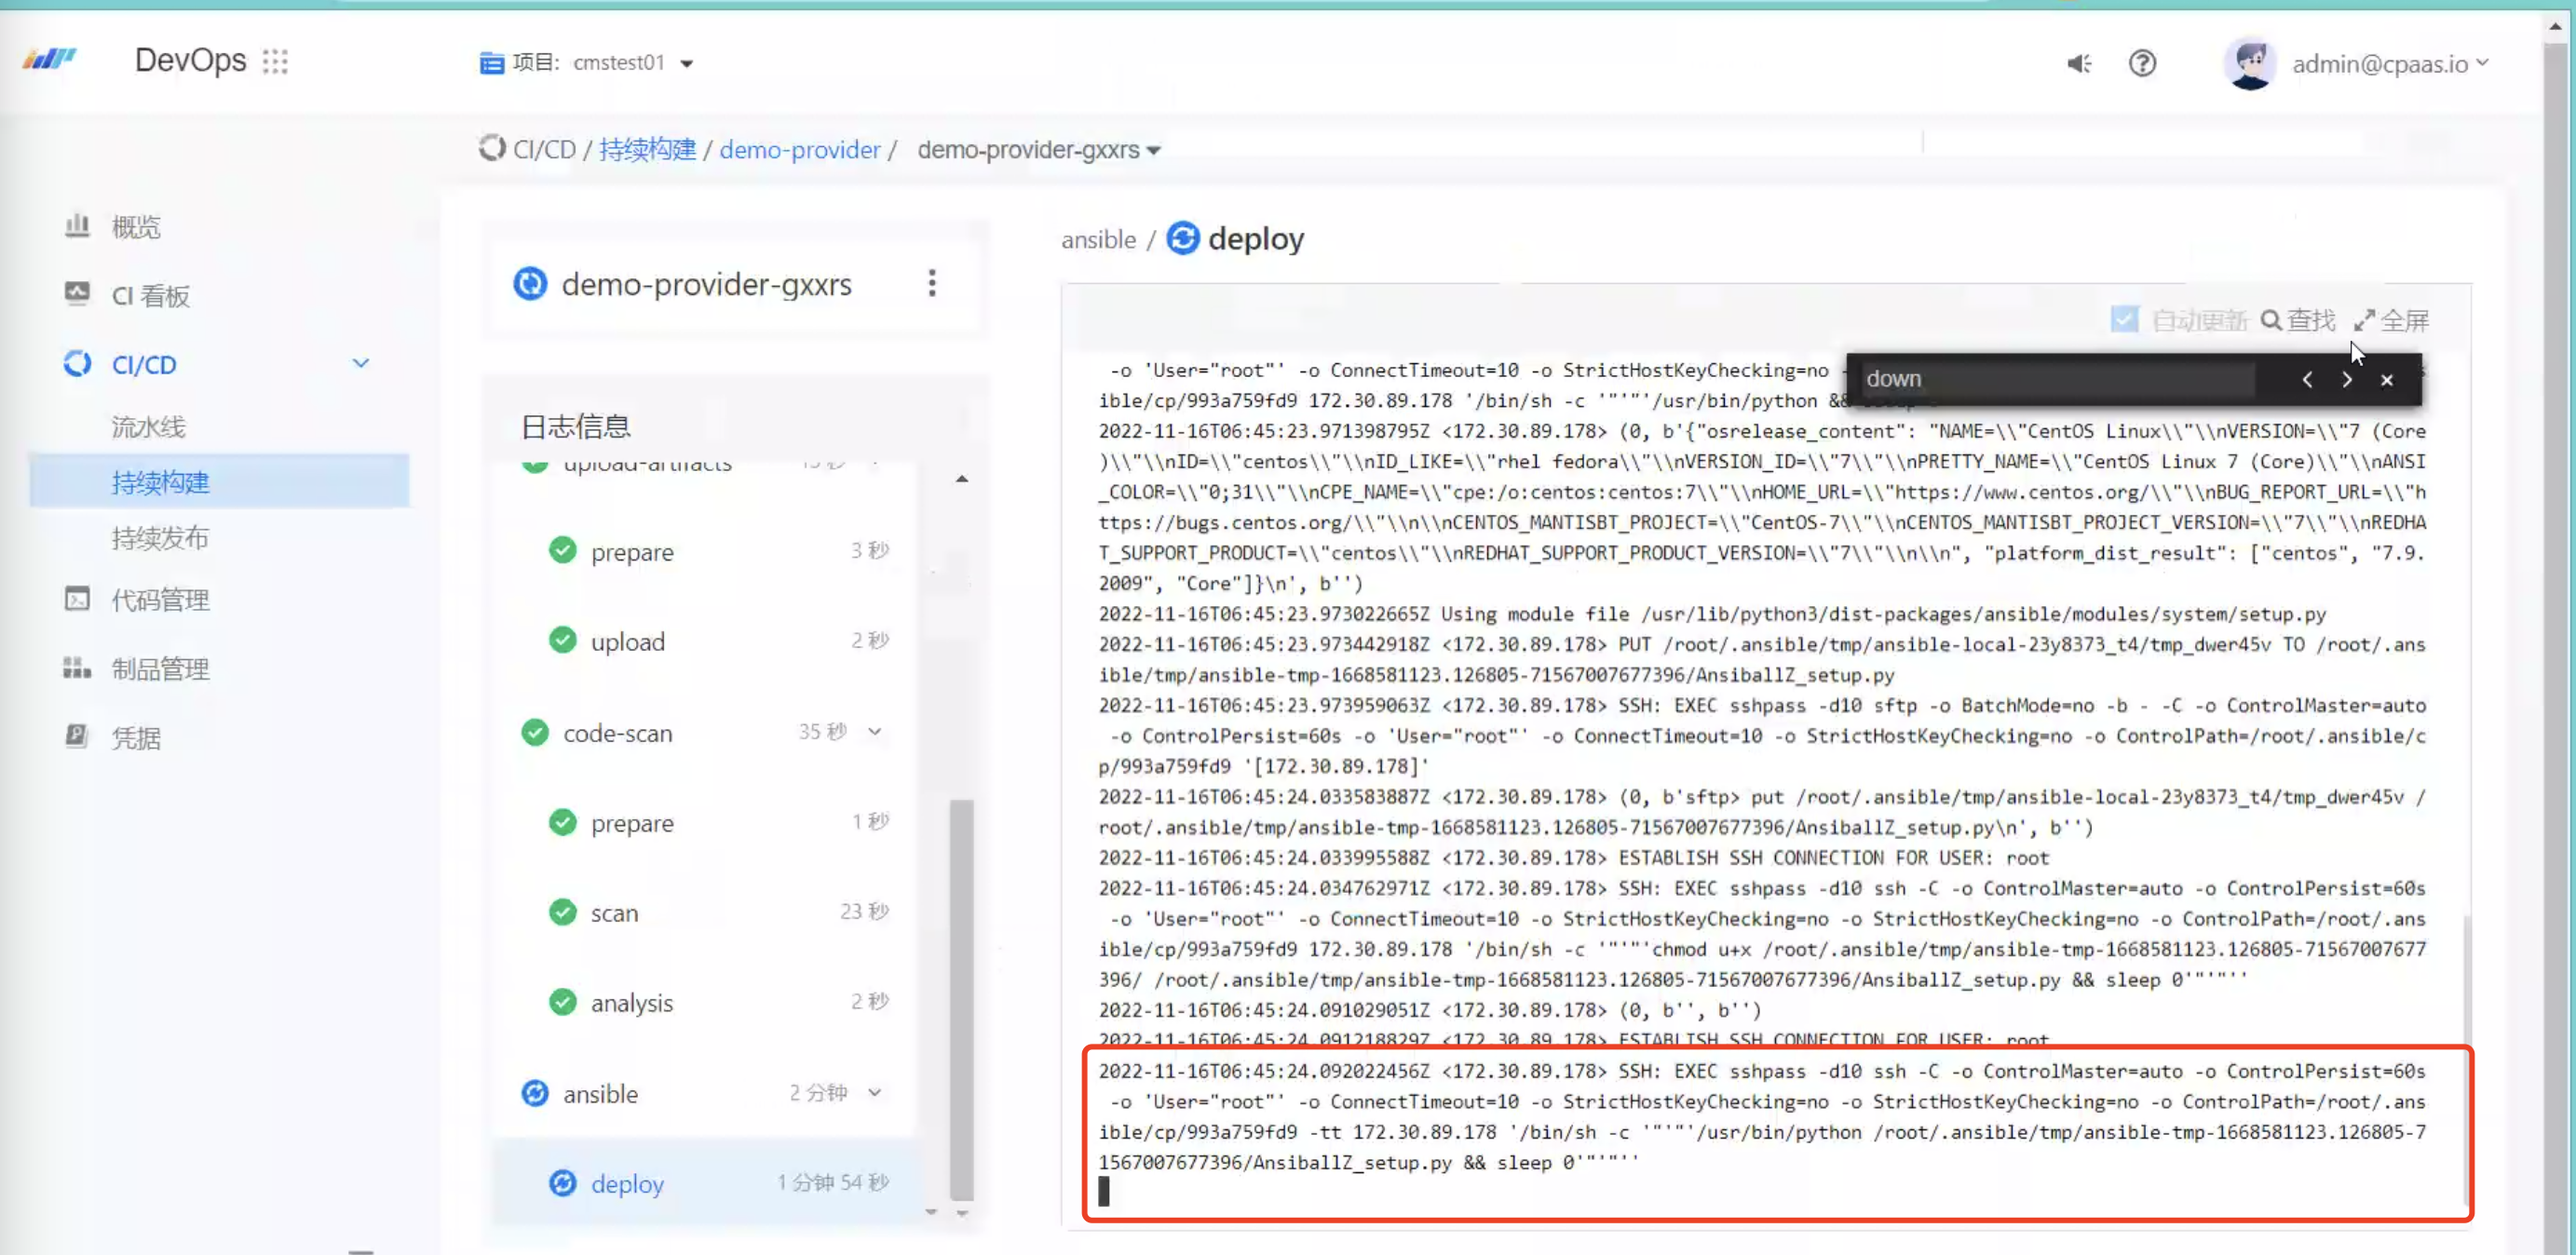 DevOps
项目: cmstest01
admin@cpaas.io
CI/CD / 持续构建 / demo-provider / demo-provider-gxxrs
概览
CI 看板
CI/CD
流水线
持续构建
持续发布
代码管理
制品管理
凭据
demo-provider-gxxrs
日志信息
upload-artifacts
prepare 3 秒
upload 2 秒
code-scan 35 秒
prepare 1 秒
scan 23 秒
analysis 2 秒
ansible 2 分钟
deploy 1 分钟 54 秒
ansible / deploy
自动更新 查找 全屏
down
-o 'User="root"' -o ConnectTimeout=10 -o StrictHostKeyChecking=no
ible/cp/993a759fd9 172.30.89.178 '/bin/sh -c '"'"'/usr/bin/python &&
2022-11-16T06:45:23.971398795Z <172.30.89.178> (0, b'{"osrelease_content": "NAME=\\"CentOS Linux\\"\\nVERSION=\\"7 (Core
)\\"\\nID=\\"centos\\"\\nID_LIKE=\\"rhel fedora\\"\\nVERSION_ID=\\"7\\"\\nPRETTY_NAME=\\"CentOS Linux 7 (Core)\\"\\nANSI
_COLOR=\\"0;31\\"\\nCPE_NAME=\\"cpe:/o:centos:centos:7\\"\\nHOME_URL=\\"https://www.centos.org/\\"\\nBUG_REPORT_URL=\\"h
ttps://bugs.centos.org/\\"\\n\\nCENTOS_MANTISBT_PROJECT=\\"CentOS-7\\"\\nCENTOS_MANTISBT_PROJECT_VERSION=\\"7\\"\\nREDHA
T_SUPPORT_PRODUCT=\\"centos\\"\\nREDHAT_SUPPORT_PRODUCT_VERSION=\\"7\\"\\n\\n", "platform_dist_result": ["centos", "7.9.
2009", "Core"]}\n', b'')
2022-11-16T06:45:23.973022665Z Using module file /usr/lib/python3/dist-packages/ansible/modules/system/setup.py
2022-11-16T06:45:23.973442918Z <172.30.89.178> PUT /root/.ansible/tmp/ansible-local-23y8373_t4/tmp_dwer45v TO /root/.ans
ible/tmp/ansible-tmp-1668581123.126805-71567007677396/AnsiballZ_setup.py
2022-11-16T06:45:23.973959063Z <172.30.89.178> SSH: EXEC sshpass -d10 sftp -o BatchMode=no -b - -C -o ControlMaster=auto
-o ControlPersist=60s -o 'User="root"' -o ConnectTimeout=10 -o StrictHostKeyChecking=no -o ControlPath=/root/.ansible/c
p/993a759fd9 '[172.30.89.178]'
2022-11-16T06:45:24.033583887Z <172.30.89.178> (0, b'sftp> put /root/.ansible/tmp/ansible-local-23y8373_t4/tmp_dwer45v /
root/.ansible/tmp/ansible-tmp-1668581123.126805-71567007677396/AnsiballZ_setup.py\n', b'')
2022-11-16T06:45:24.033995588Z <172.30.89.178> ESTABLISH SSH CONNECTION FOR USER: root
2022-11-16T06:45:24.034762971Z <172.30.89.178> SSH: EXEC sshpass -d10 ssh -C -o ControlMaster=auto -o ControlPersist=60s
-o 'User="root"' -o ConnectTimeout=10 -o StrictHostKeyChecking=no -o StrictHostKeyChecking=no -o ControlPath=/root/.ans
ible/cp/993a759fd9 172.30.89.178 '/bin/sh -c '"'"'chmod u+x /root/.ansible/tmp/ansible-tmp-1668581123.126805-71567007677
396/ /root/.ansible/tmp/ansible-tmp-1668581123.126805-71567007677396/AnsiballZ_setup.py && sleep 0'"'"''
2022-11-16T06:45:24.091029051Z <172.30.89.178> (0, b'', b'')
2022-11-16T06:45:24.091218829Z <172.30.89.178> ESTABLISH SSH CONNECTION FOR USER: root
2022-11-16T06:45:24.092022456Z <172.30.89.178> SSH: EXEC sshpass -d10 ssh -C -o ControlMaster=auto -o ControlPersist=60s
-o 'User="root"' -o ConnectTimeout=10 -o StrictHostKeyChecking=no -o StrictHostKeyChecking=no -o ControlPath=/root/.ans
ible/cp/993a759fd9 -tt 172.30.89.178 '/bin/sh -c '"'"'/usr/bin/python /root/.ansible/tmp/ansible-tmp-1668581123.126805-7
1567007677396/AnsiballZ_setup.py && sleep 0'"'"''